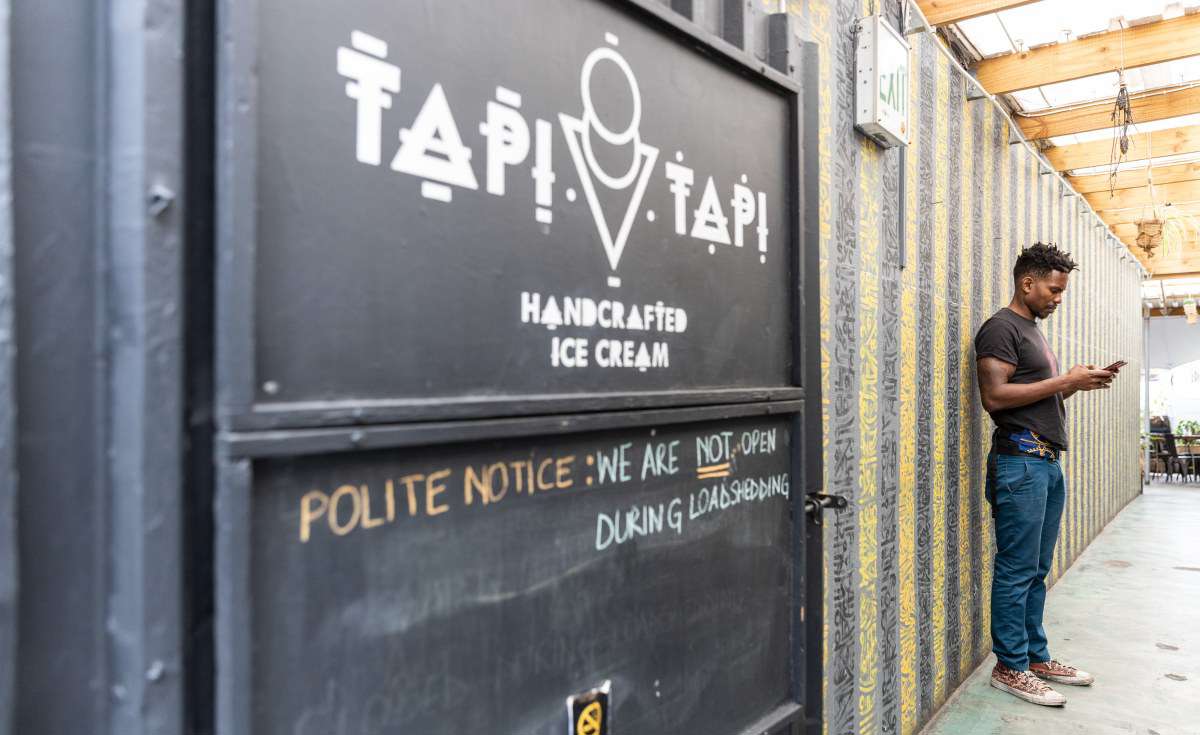 TAPI TAPI
HANDCRAFTED
ICE CREAM
POLITE NOTICE : WE ARE NOT OPEN
DURING LOADSHEDDING
EXIT